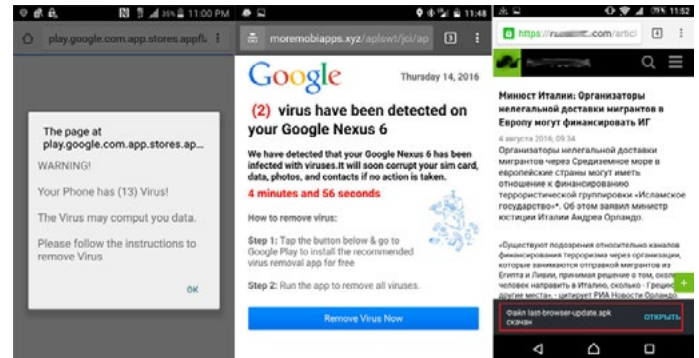 11:00 PM
play.google.com.app.stores.appfl
The page at
play.google.com.app.stores.ap...
WARNING!
Your Phone has (13) Virus!
The Virus may comput you data.
Please follow the instructions to
remove Virus
OK
11:48
moremobiapps.xyz/aplswt/jci/ap
3
Google
Thursday 14, 2016
(2) virus have been detected on
your Google Nexus 6
We have detected that your Google Nexus 6 has been
infected with viruses.It will soon corrupt your sim card,
data, photos, and contacts if no action is taken.
4 minutes and 56 seconds
How to remove virus:
Step 1: Tap the button below & go to
Google Play to install the recommended
virus removal app for free
Step 2: Run the app to remove all viruses.
Remove Virus Now
11:52
https://
.com/articl
Минюст Италии: Организаторы
нелегальной доставки мигрантов в
Европу могут финансировать ИГ
4 августа 2016, 09:34
Организаторы нелегальной доставки
мигрантов через Средиземное море в
европейские страны могут иметь
отношение к финансированию
террористической группировки «Исламское
государство»*. Об этом заявил министр
юстиции Италии Андреа Орландо.
«Существуют подозрения относительно каналов
финансирования терроризма через организации,
которые занимаются отправкой мигрантов из
Египта и Ливии, принимая решение о том, сколько
человек направить в Италию, сколько - Грецию
другие места», - цитирует РИА Новости Орландо.
Файл last-browser-update.apk
скачан
ОТКРЫТЬ